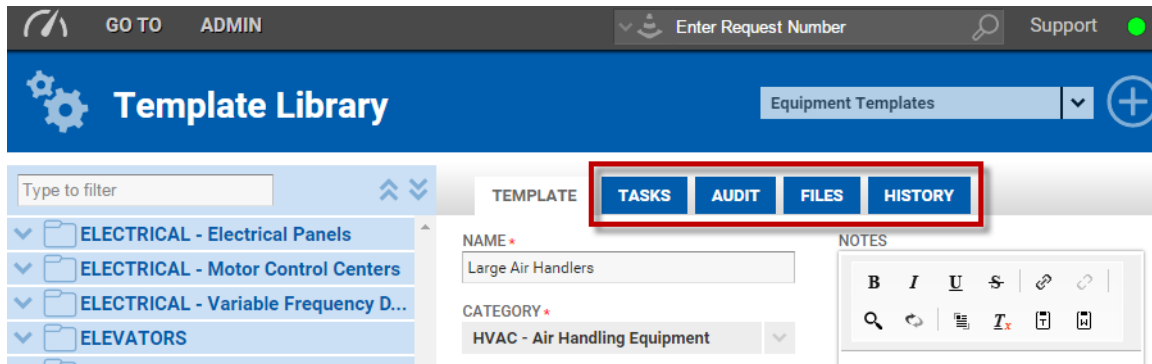 GO TO ADMIN Enter Request Number Support
Template Library Equipment Templates
Type to filter
TEMPLATE TASKS AUDIT FILES HISTORY
ELECTRICAL - Electrical Panels
ELECTRICAL - Motor Control Centers
ELECTRICAL - Variable Frequency D...
ELEVATORS
NAME *
Large Air Handlers
CATEGORY *
HVAC - Air Handling Equipment
NOTES
B I U S
Tx T W